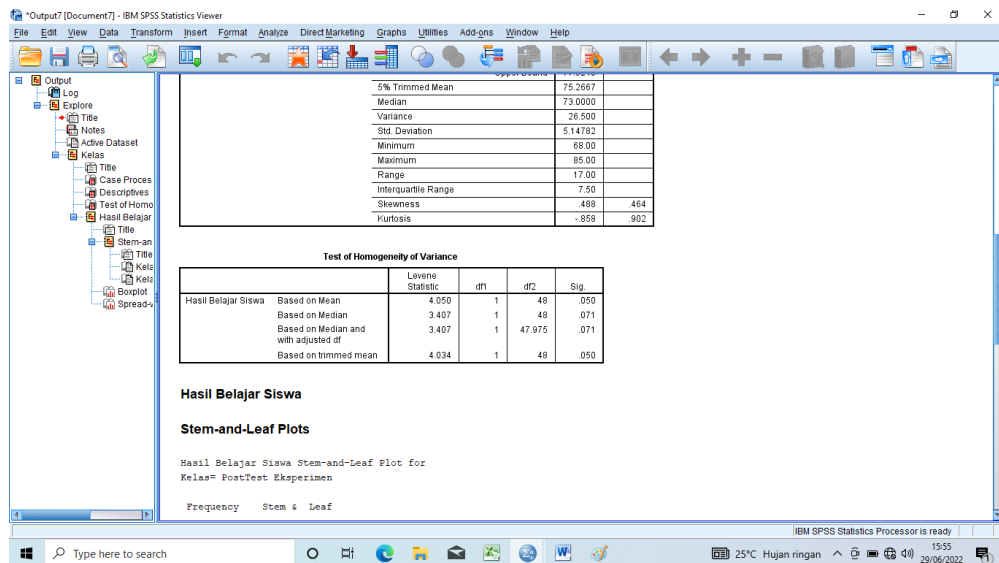 *Output7 [Document7] - IBM SPSS Statistics Viewer
File Edit View Data Transform Insert Format Analyze Direct Marketing Graphs Utilities Add-ons Window Help
Output
Log
Explore
Title
Notes
Active Dataset
Kelas
Title
Case Proces
Descriptives
Test of Homo
Hasil Belajar
Title
Stem-an
Title
Kela
Kela
Boxplot
Spread-v
5% Trimmed Mean 75.2667
Median 73.0000
Variance 26.500
Std. Deviation 5.14782
Minimum 68.00
Maximum 85.00
Range 17.00
Interquartile Range 7.50
Skewness .488 .464
Kurtosis -.858 .902
Test of Homogeneity of Variance
Levene
Statistic df1 df2 Sig.
Hasil Belajar Siswa Based on Mean 4.050 1 48 .050
Based on Median 3.407 1 48 .071
Based on Median and
with adjusted df 3.407 1 47.975 .071
Based on trimmed mean 4.034 1 48 .050
Hasil Belajar Siswa
Stem-and-Leaf Plots
Hasil Belajar Siswa Stem-and-Leaf Plot for
Kelas= PostTest Eksperimen
Frequency Stem & Leaf
IBM SPSS Statistics Processor is ready
Type here to search
25°C Hujan ringan
15:55
29/06/2022